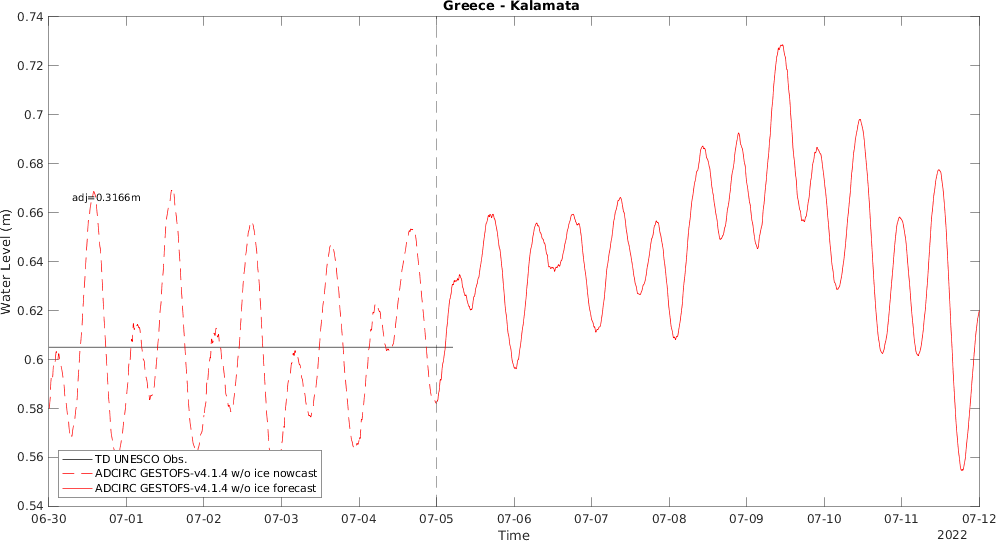 Greece - Kalamata
0.74
0.72
0.7
0.68
0.66
0.64
0.62
0.6
0.58
0.56
0.54
Water Level (m)
adj=0.3166m
TD UNESCO Obs.
ADCIRC GESTOFS-v4.1.4 w/o ice nowcast
ADCIRC GESTOFS-v4.1.4 w/o ice forecast
06-30 07-01 07-02 07-03 07-04 07-05 07-06 07-07 07-08 07-09 07-10 07-11 07-12
Time
2022